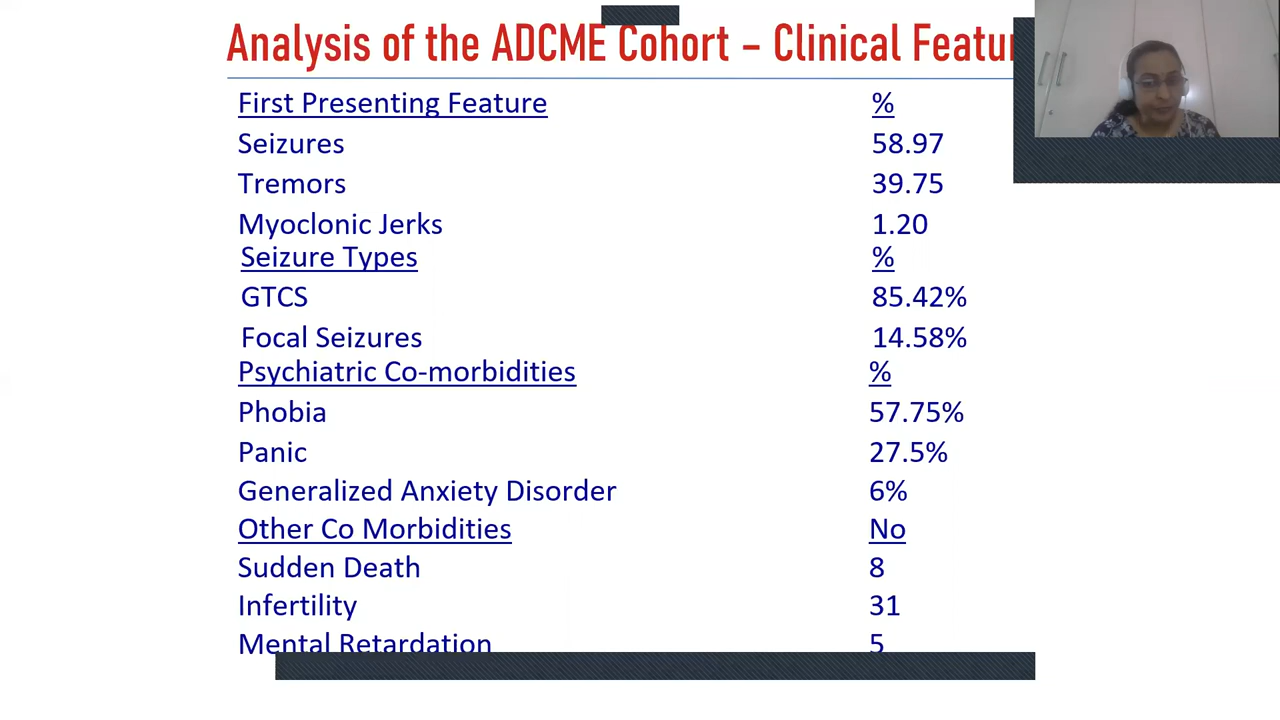 Analysis of the ADCME Cohort – Clinical
First Presenting Feature %
Seizures 58.97
Tremors 39.75
Myoclonic Jerks 1.20
Seizure Types %
GTCS 85.42%
Focal Seizures 14.58%
Psychiatric Co-morbidities %
Phobia 57.75%
Panic 27.5%
Generalized Anxiety Disorder 6%
Other Co Morbidities No
Sudden Death 8
Infertility 31
Mental Retardation 5